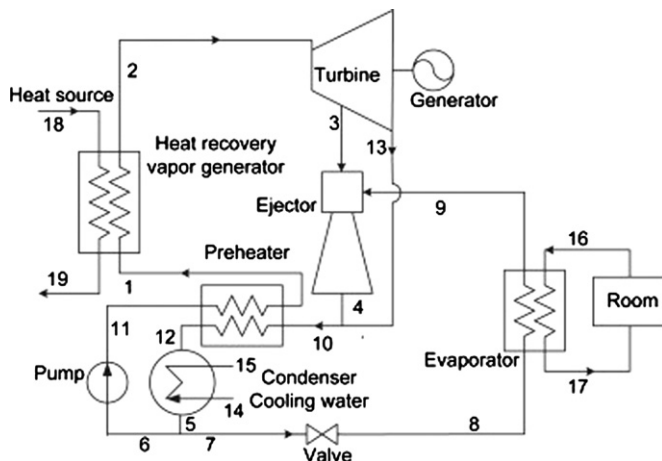 2
Turbine
Generator
Heat source
18
3
Heat recovery
vapor generator
13
Ejector
9
16
Preheater
19
1
4
Room
11
12
10
Evaporator
15
Pump
Condenser
17
14
Cooling water
5
6
7
8
Valve